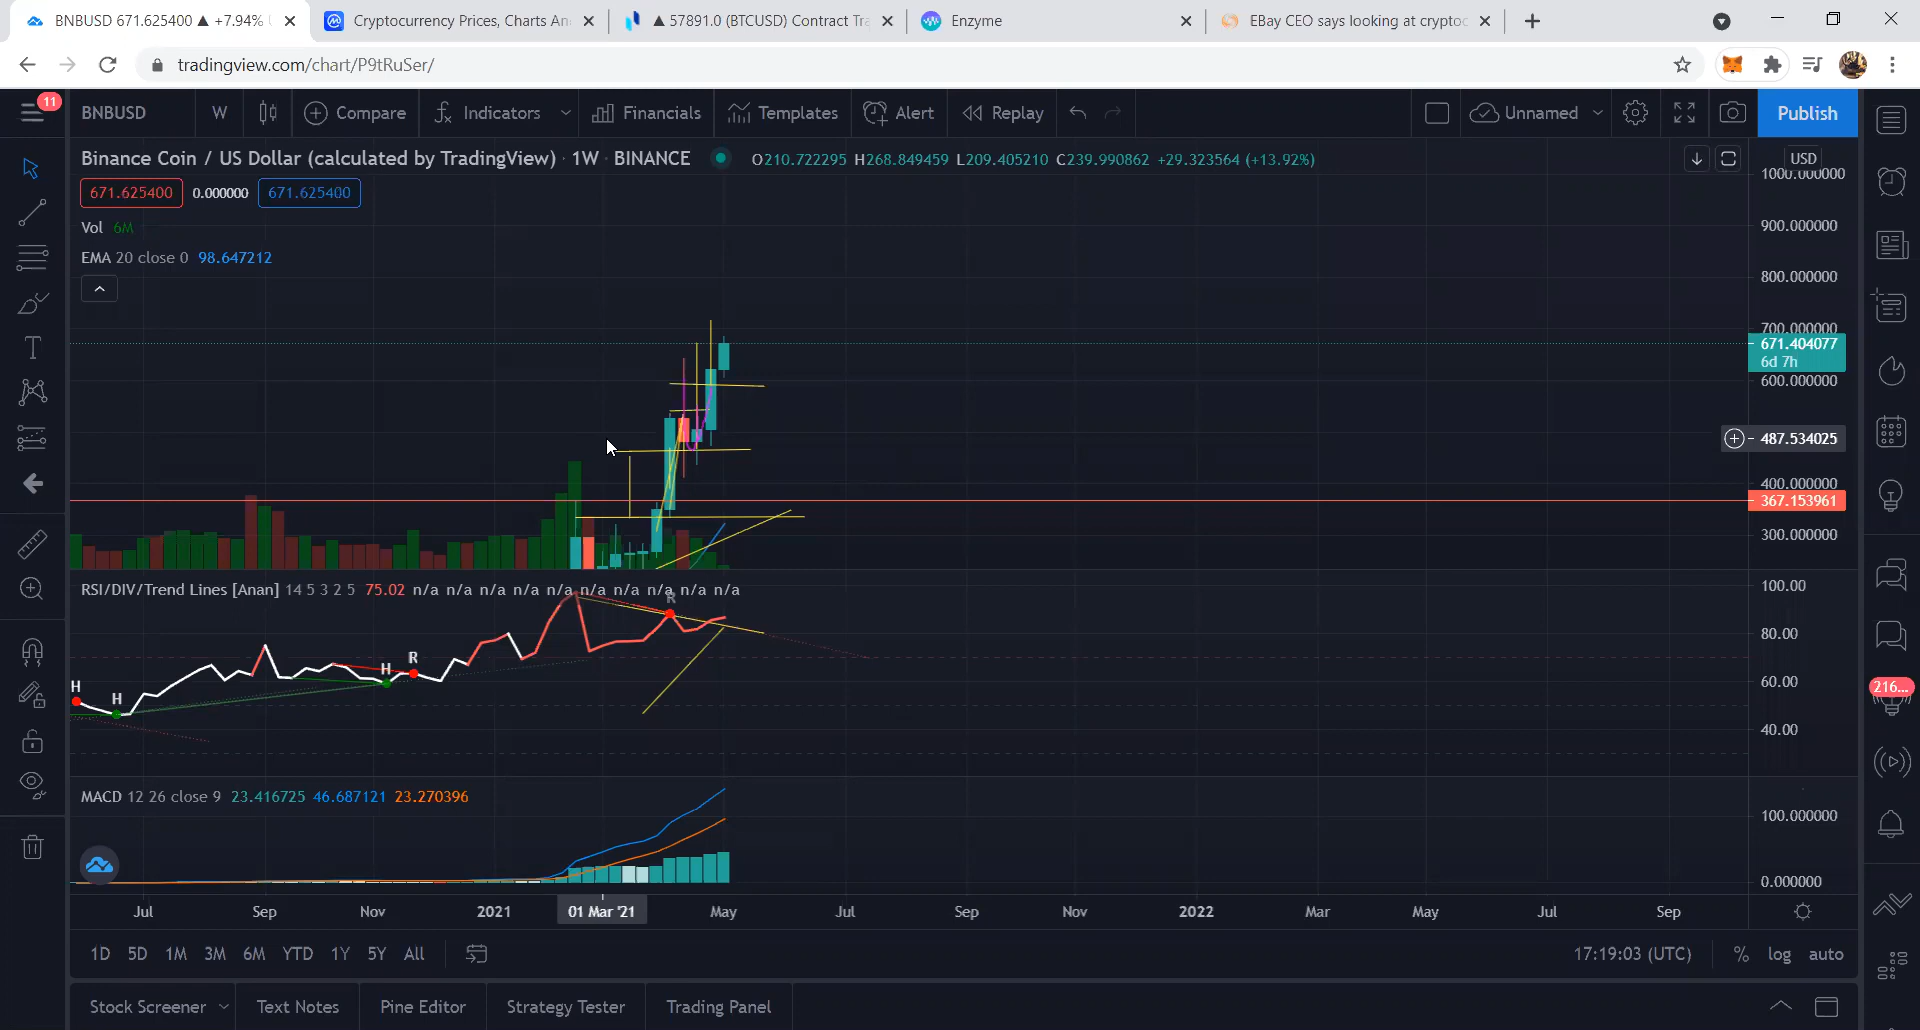 BNBUSD 671.625400 ▲ +7.94%
Cryptocurrency Prices, Charts An
▲ 57891.0 (BTCUSD) Contract Tra
Enzyme
EBay CEO says looking at cryptoc
tradingview.com/chart/P9tRuSer/
11
BNBUSD W Compare Indicators Financials Templates Alert Replay Unnamed Publish
Binance Coin / US Dollar (calculated by TradingView) · 1W · BINANCE O210.722295 H268.849459 L209.405210 C239.990862 +29.323564 (+13.92%) USD
671.625400 0.000000 671.625400
Vol 6M
EMA 20 close 0 98.647212
1000.000000
900.000000
800.000000
700.000000
671.404077
6d 7h
600.000000
487.534025
400.000000
367.153961
300.000000
RSI/DIV/Trend Lines [Anan] 14 5 3 2 5 75.02 n/a n/a n/a n/a n/a n/a n/a n/a n/a n/a
100.00
80.00
60.00
40.00
H
H
H
R
R
216...
MACD 12 26 close 9 23.416725 46.687121 23.270396
100.000000
0.000000
Jul Sep Nov 2021 01 Mar '21 May Jul Sep Nov 2022 Mar May Jul Sep
1D 5D 1M 3M 6M YTD 1Y 5Y All 17:19:03 (UTC) % log auto
Stock Screener Text Notes Pine Editor Strategy Tester Trading Panel